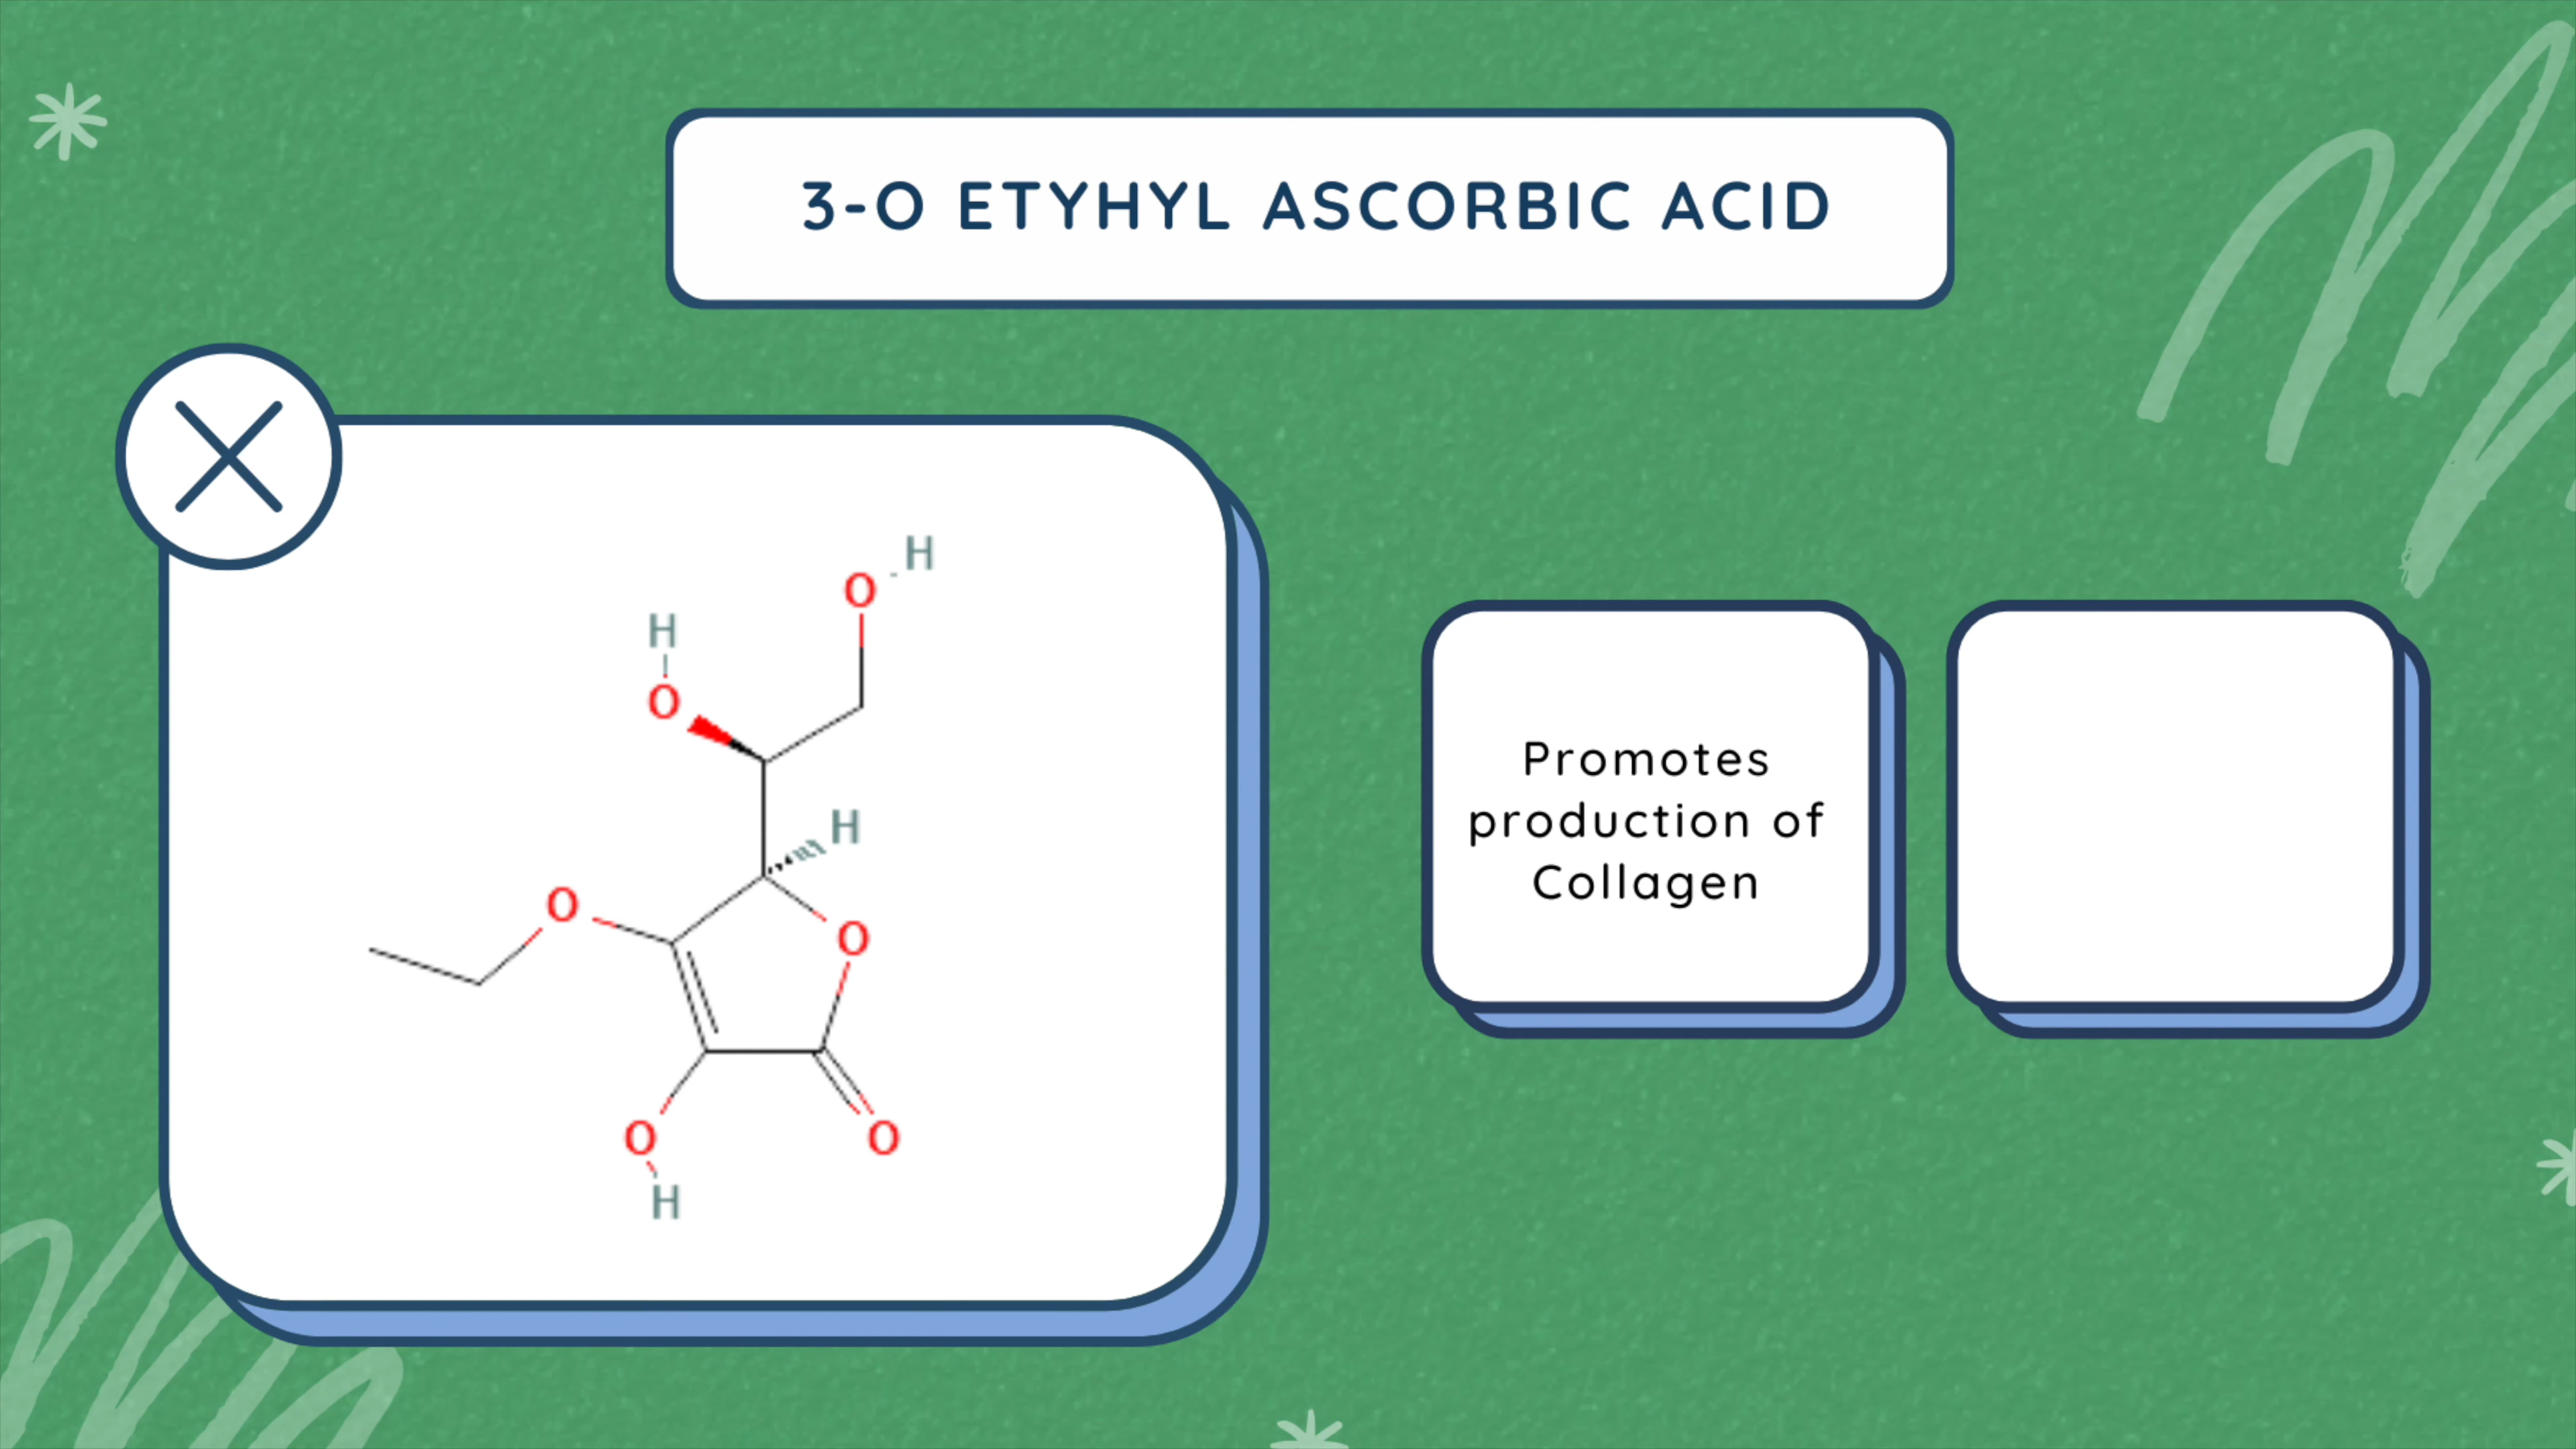 3-O ETYHYL ASCORBIC ACID
H
O
H
O
H
O
O
O
O
H
Promotes
production of
Collagen